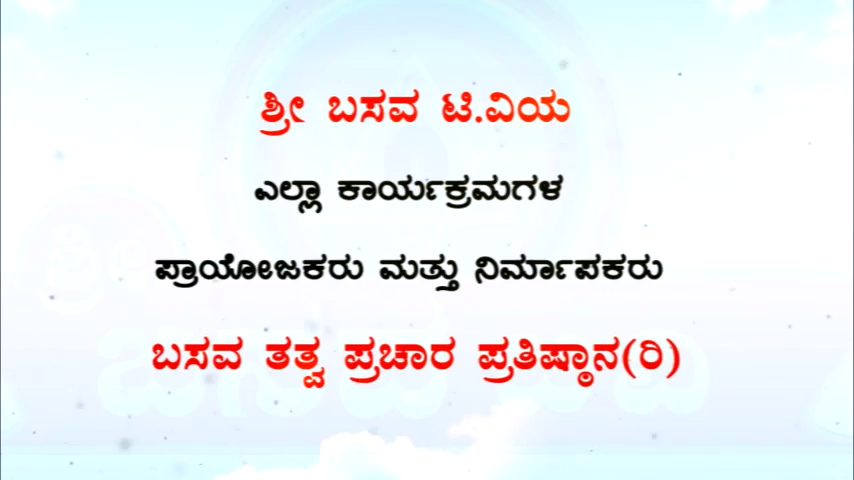 ಶ್ರೀ ಬಸವ ಟಿ.ವಿಯ
ಎಲ್ಲಾ ಕಾರ್ಯಕ್ರಮಗಳ
ಪ್ರಾಯೋಜಕರು ಮತ್ತು ನಿರ್ಮಾಪಕರು
ಬಸವ ತತ್ವ ಪ್ರಚಾರ ಪ್ರತಿಷ್ಠಾನ(ರಿ)